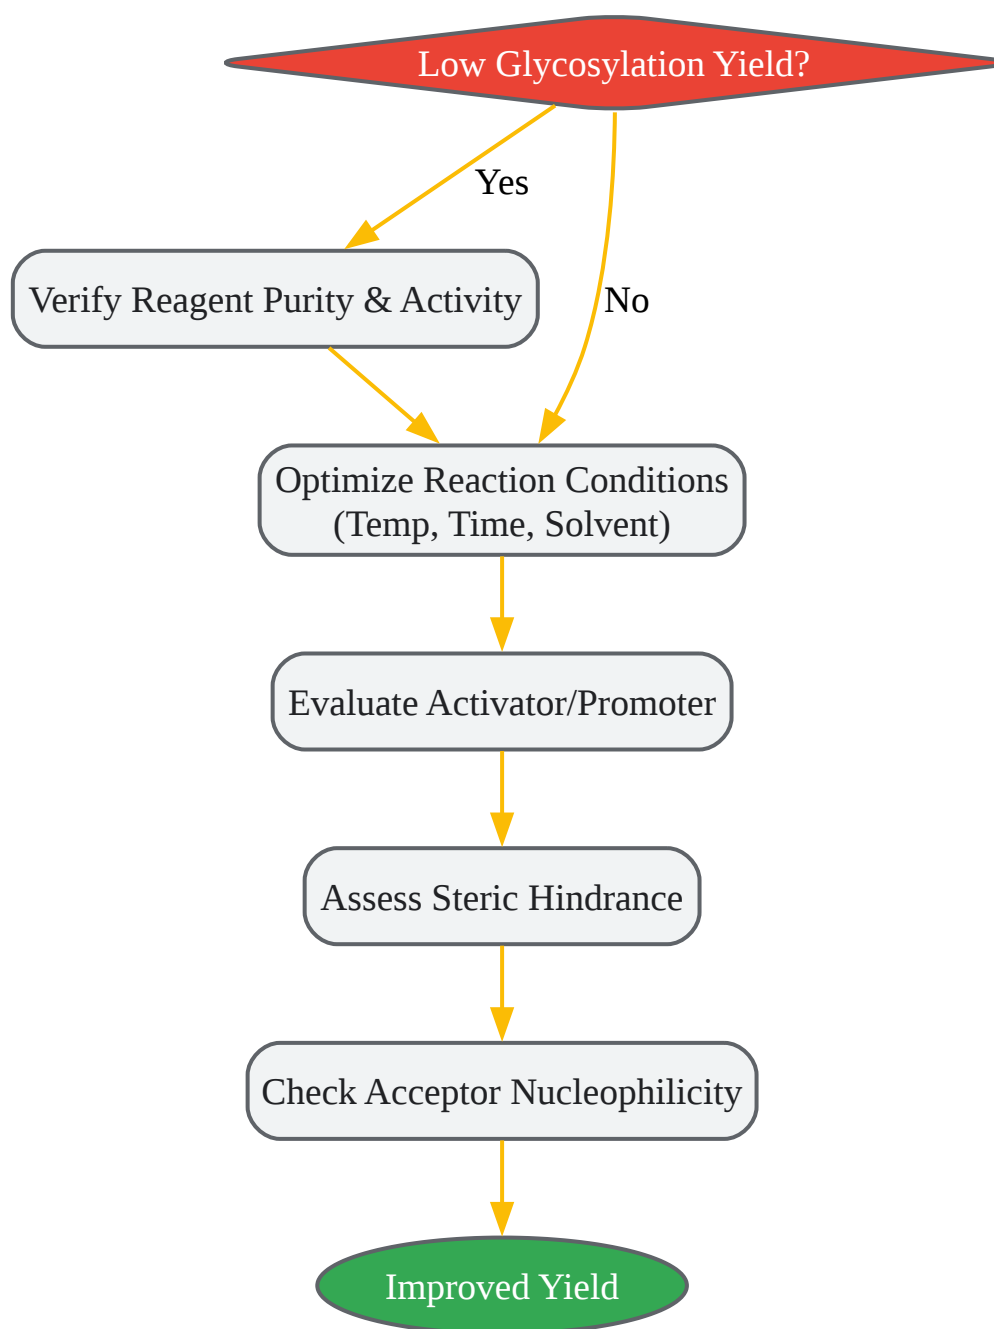 Low Glycosylation Yield?
Yes
Verify Reagent Purity & Activity
No
Optimize Reaction Conditions
(Temp, Time, Solvent)
Evaluate Activator/Promoter
Assess Steric Hindrance
Check Acceptor Nucleophilicity
Improved Yield